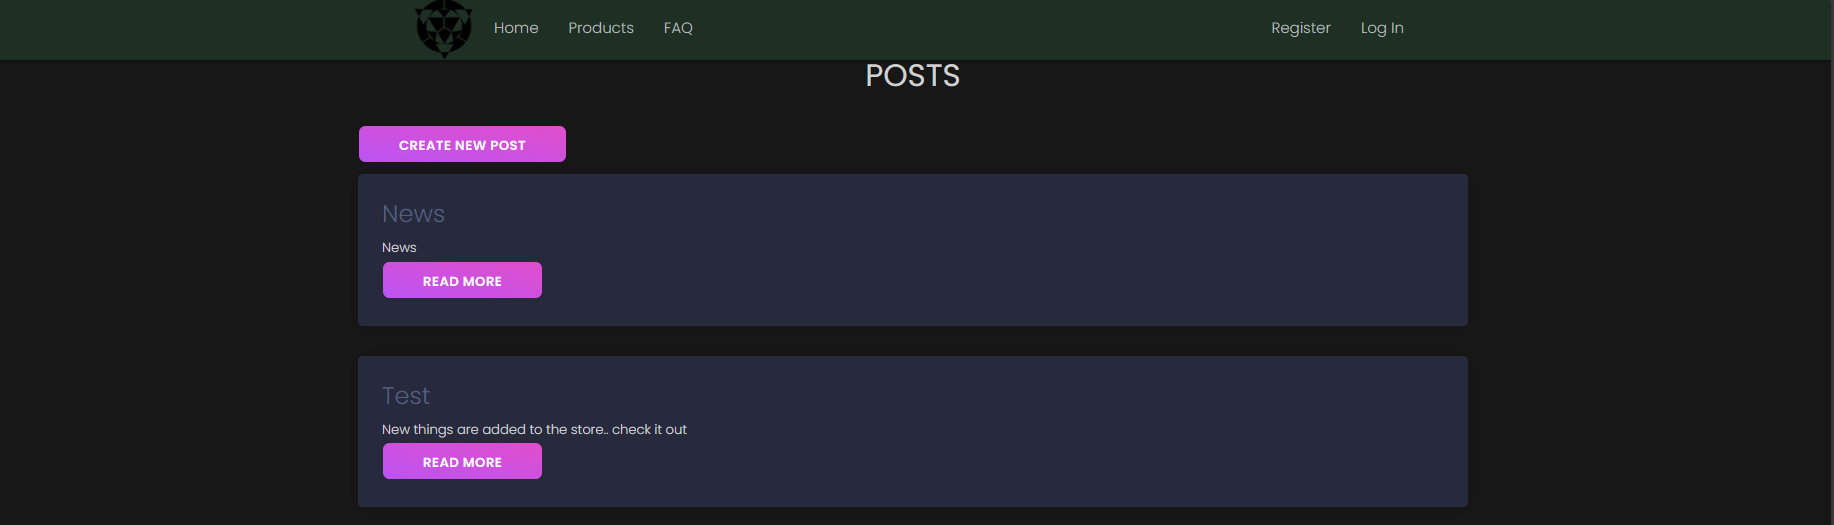 Home Products FAQ Register Log In
POSTS
CREATE NEW POST
News
News
READ MORE
Test
New things are added to the store.. check it out
READ MORE